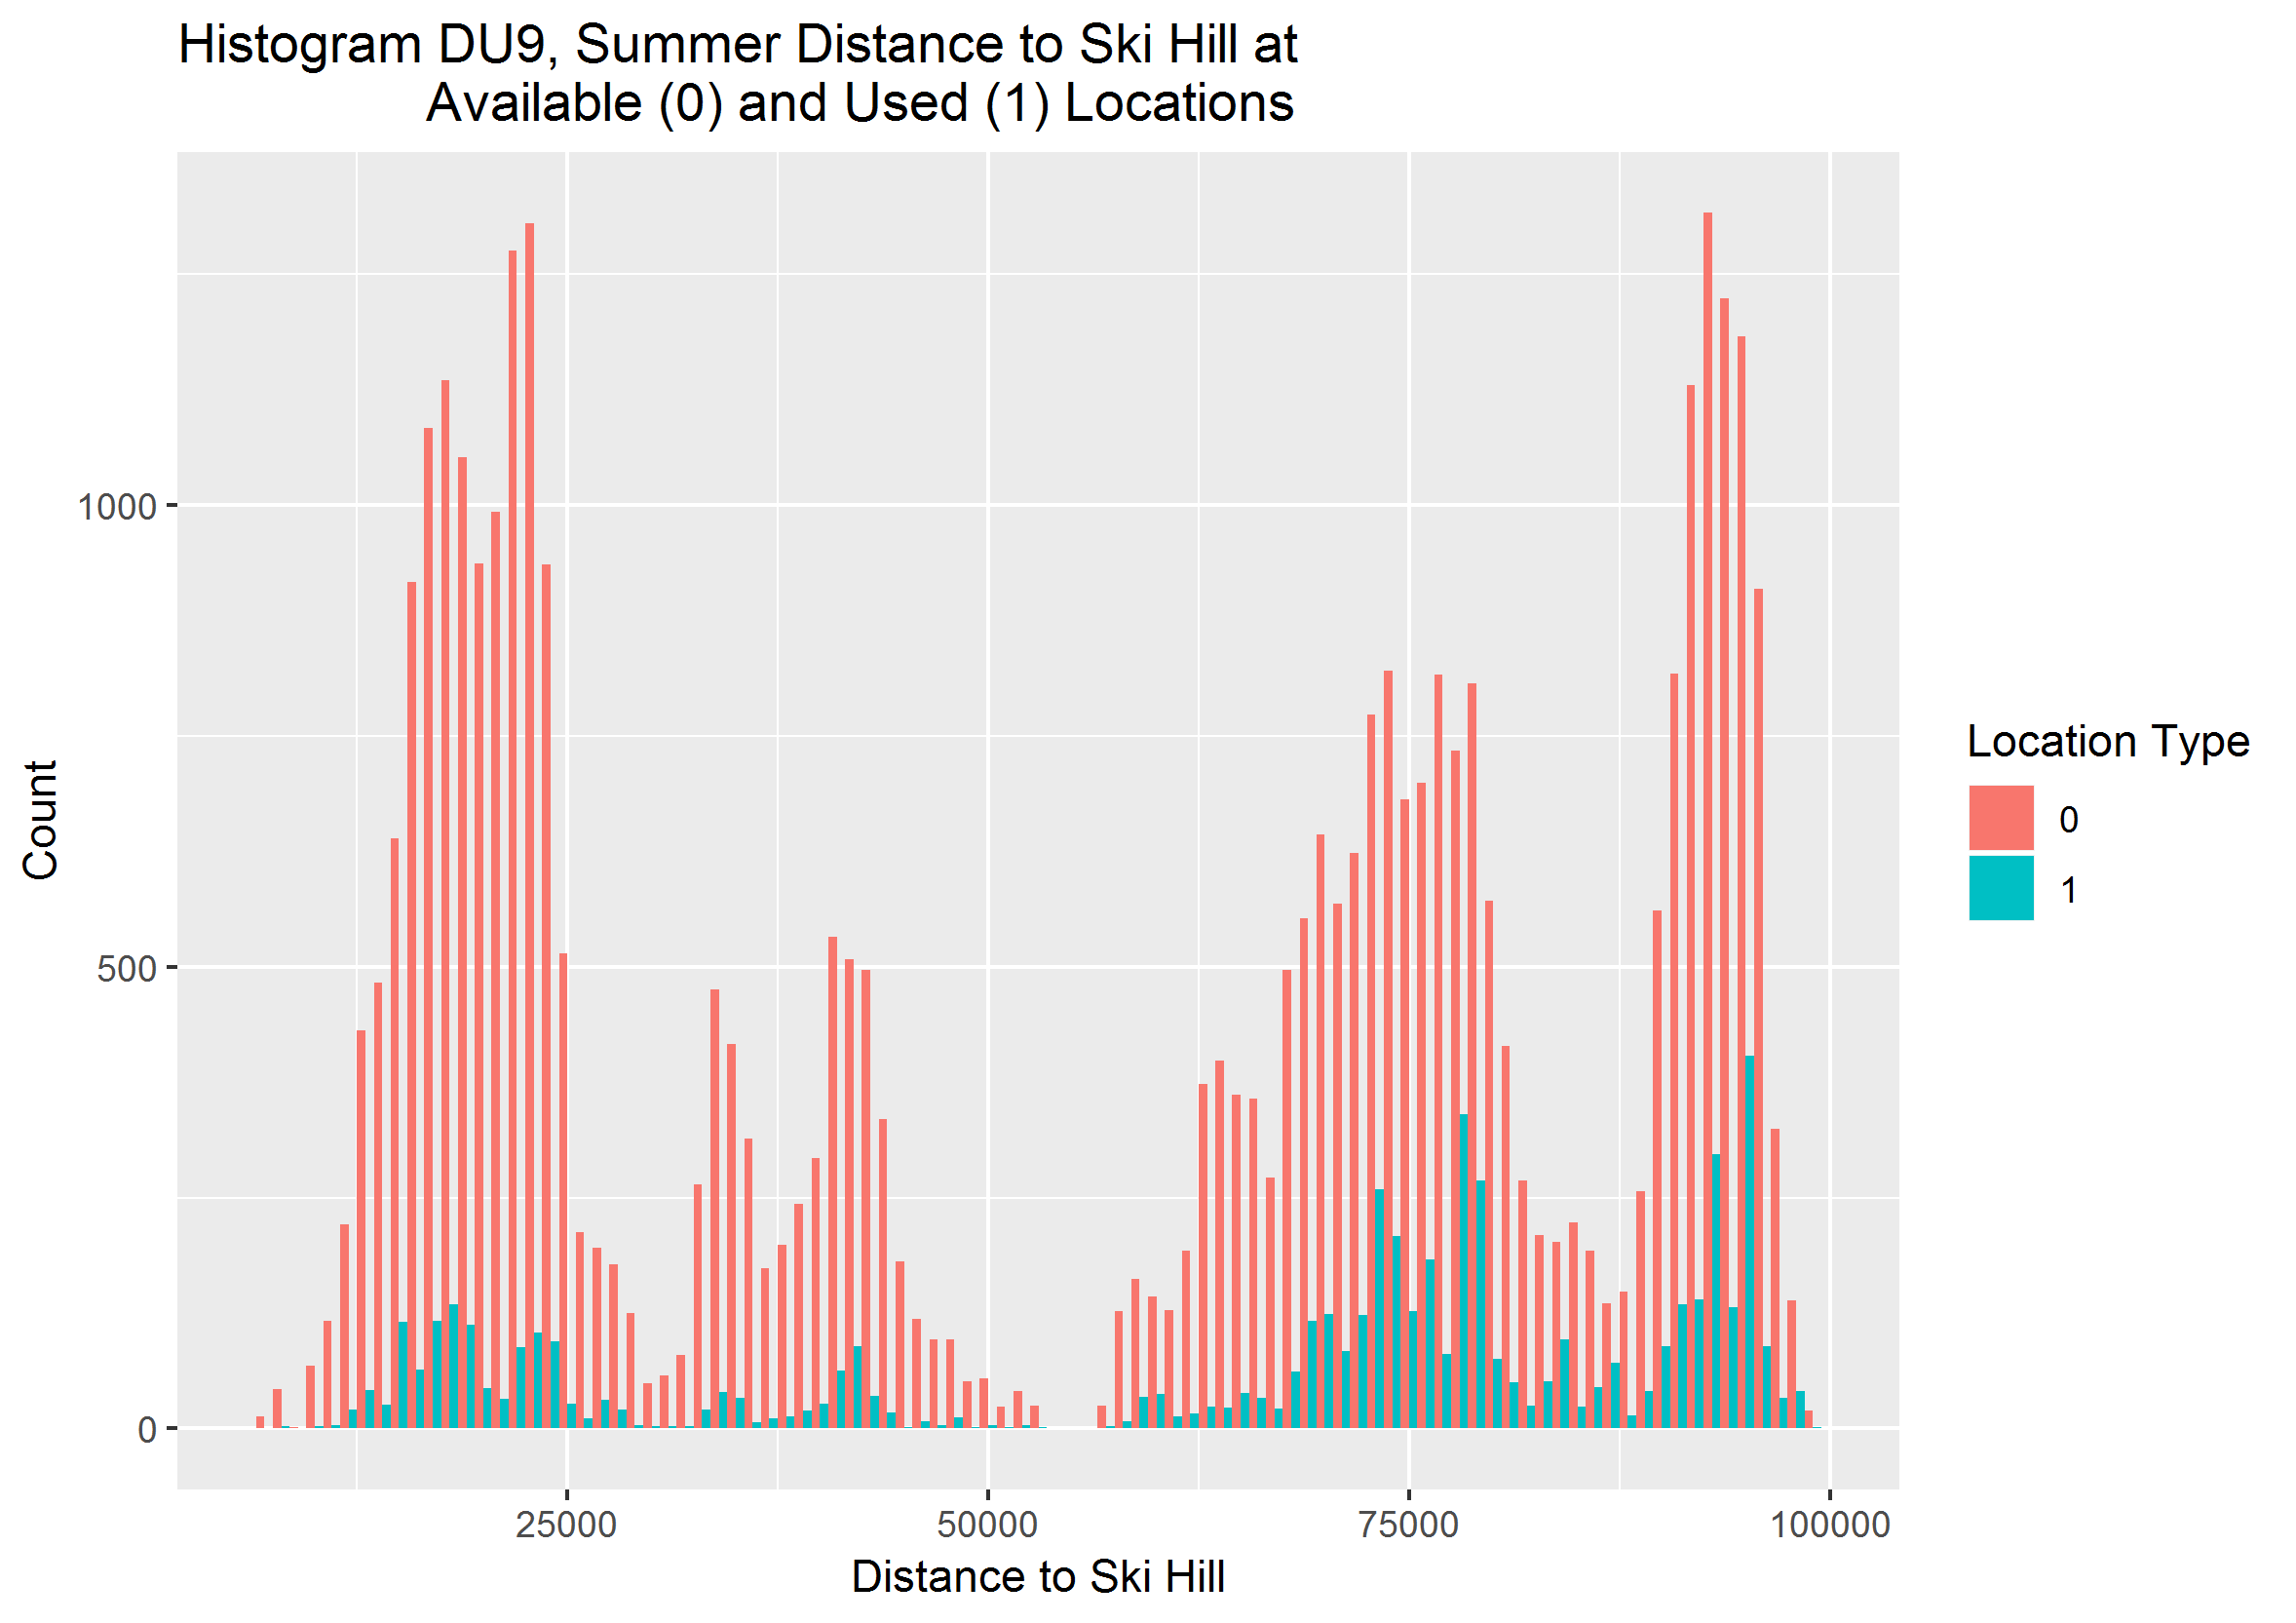 Histogram DU9, Summer Distance to Ski Hill at
Available (0) and Used (1) Locations
1000
500
0
Count
25000
50000
75000
100000
Distance to Ski Hill
Location Type
0
1